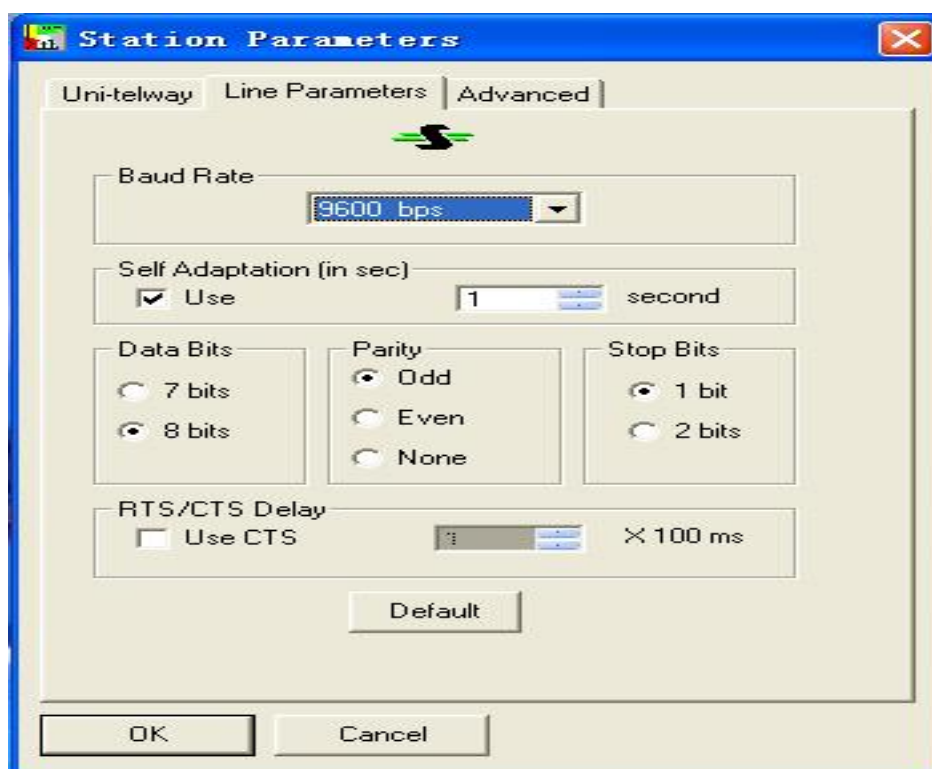 Station Parameters
Uni-telway Line Parameters Advanced
Baud Rate
9600 bps
Self Adaptation (in sec)
Use 1 second
Data Bits Parity Stop Bits
7 bits Odd 1 bit
8 bits Even 2 bits
None
RTS/CTS Delay
Use CTS 1 X 100 ms
Default
OK Cancel